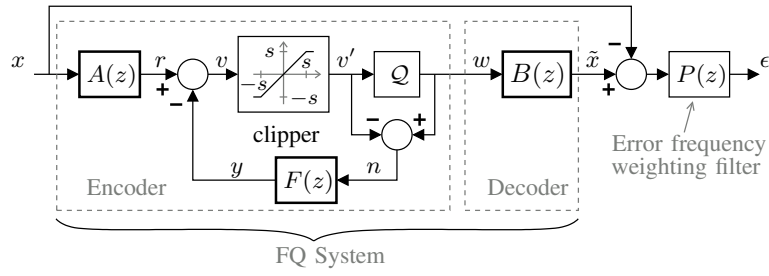 x
A(z)
r
+
−
v
s
s
−s
−s
clipper
v′
Q
w
B(z)
x̃
−
+
P(z)
ϵ
−
+
Error frequency
weighting filter
Encoder
y
F(z)
n
Decoder
FQ System